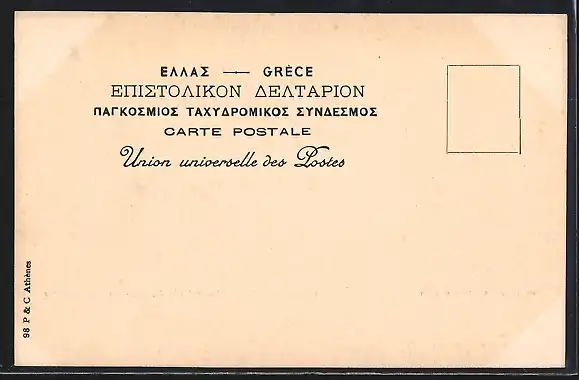 ΕΛΛΑΣ — GRÈCE
ΕΠΙΣΤΟΛΙΚΟΝ ΔΕΛΤΑΡΙΟΝ
ΠΑΓΚΟΣΜΙΟΣ ΤΑΧΥΔΡΟΜΙΚΟΣ ΣΥΝΔΕΣΜΟΣ
CARTE POSTALE
Union universelle des Postes
98 P & C Athènes